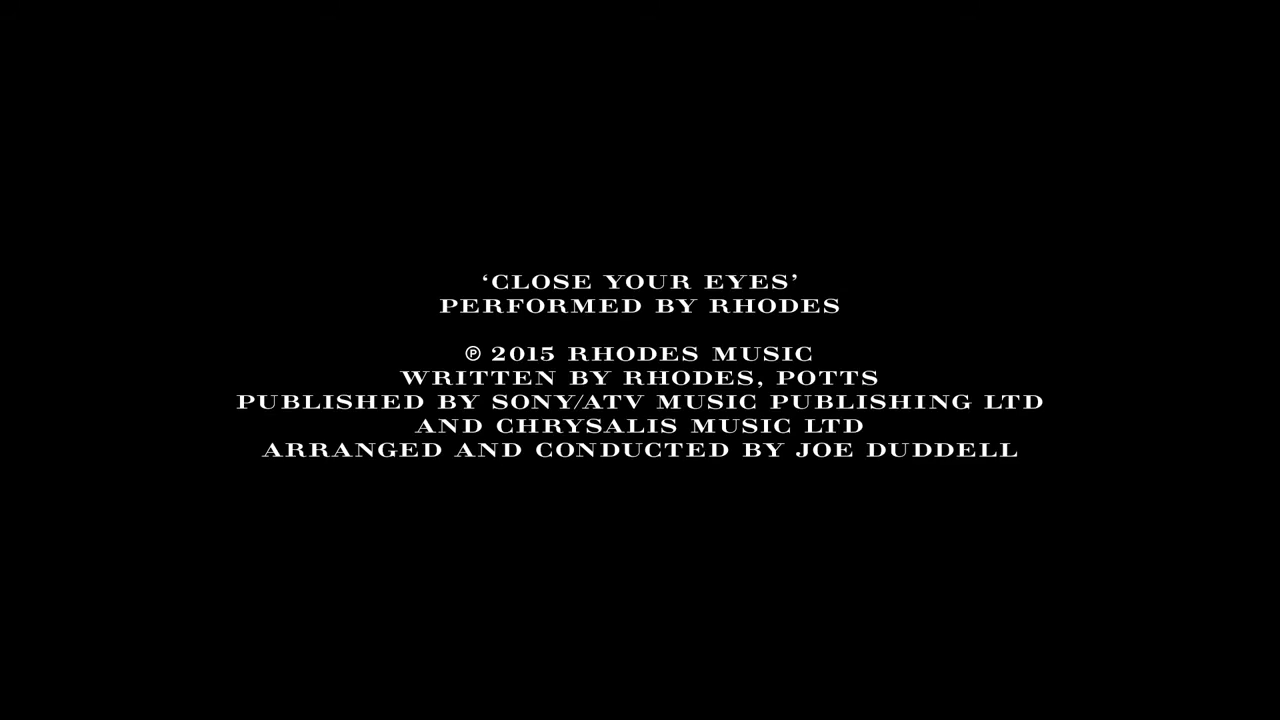 ‘CLOSE YOUR EYES’
PERFORMED BY RHODES
℗ 2015 RHODES MUSIC
WRITTEN BY RHODES, POTTS
PUBLISHED BY SONY/ATV MUSIC PUBLISHING LTD
AND CHRYSALIS MUSIC LTD
ARRANGED AND CONDUCTED BY JOE DUDDELL